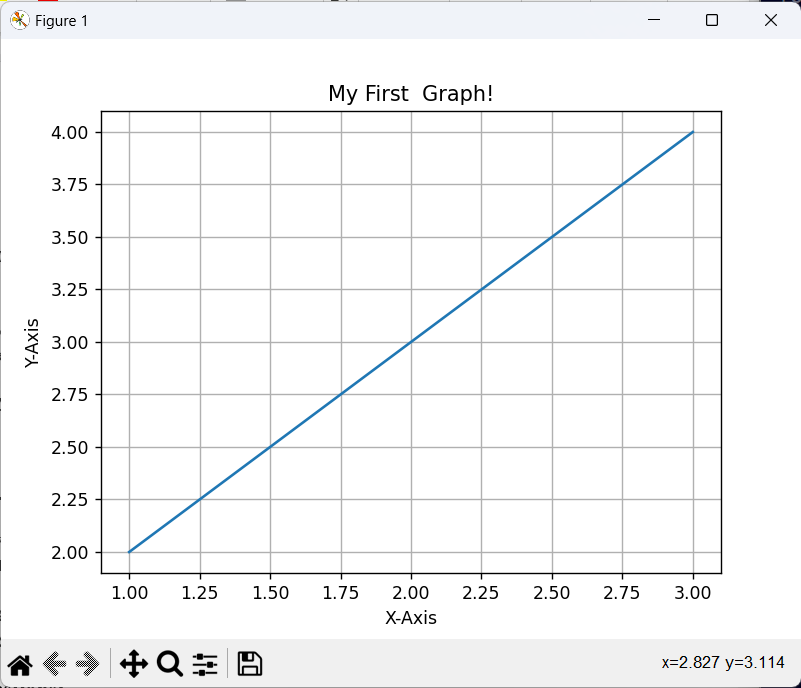 Figure 1
My First  Graph!
4.00
3.75
3.50
3.25
3.00
2.75
2.50
2.25
2.00
Y-Axis
1.00 1.25 1.50 1.75 2.00 2.25 2.50 2.75 3.00
X-Axis
x=2.827 y=3.114